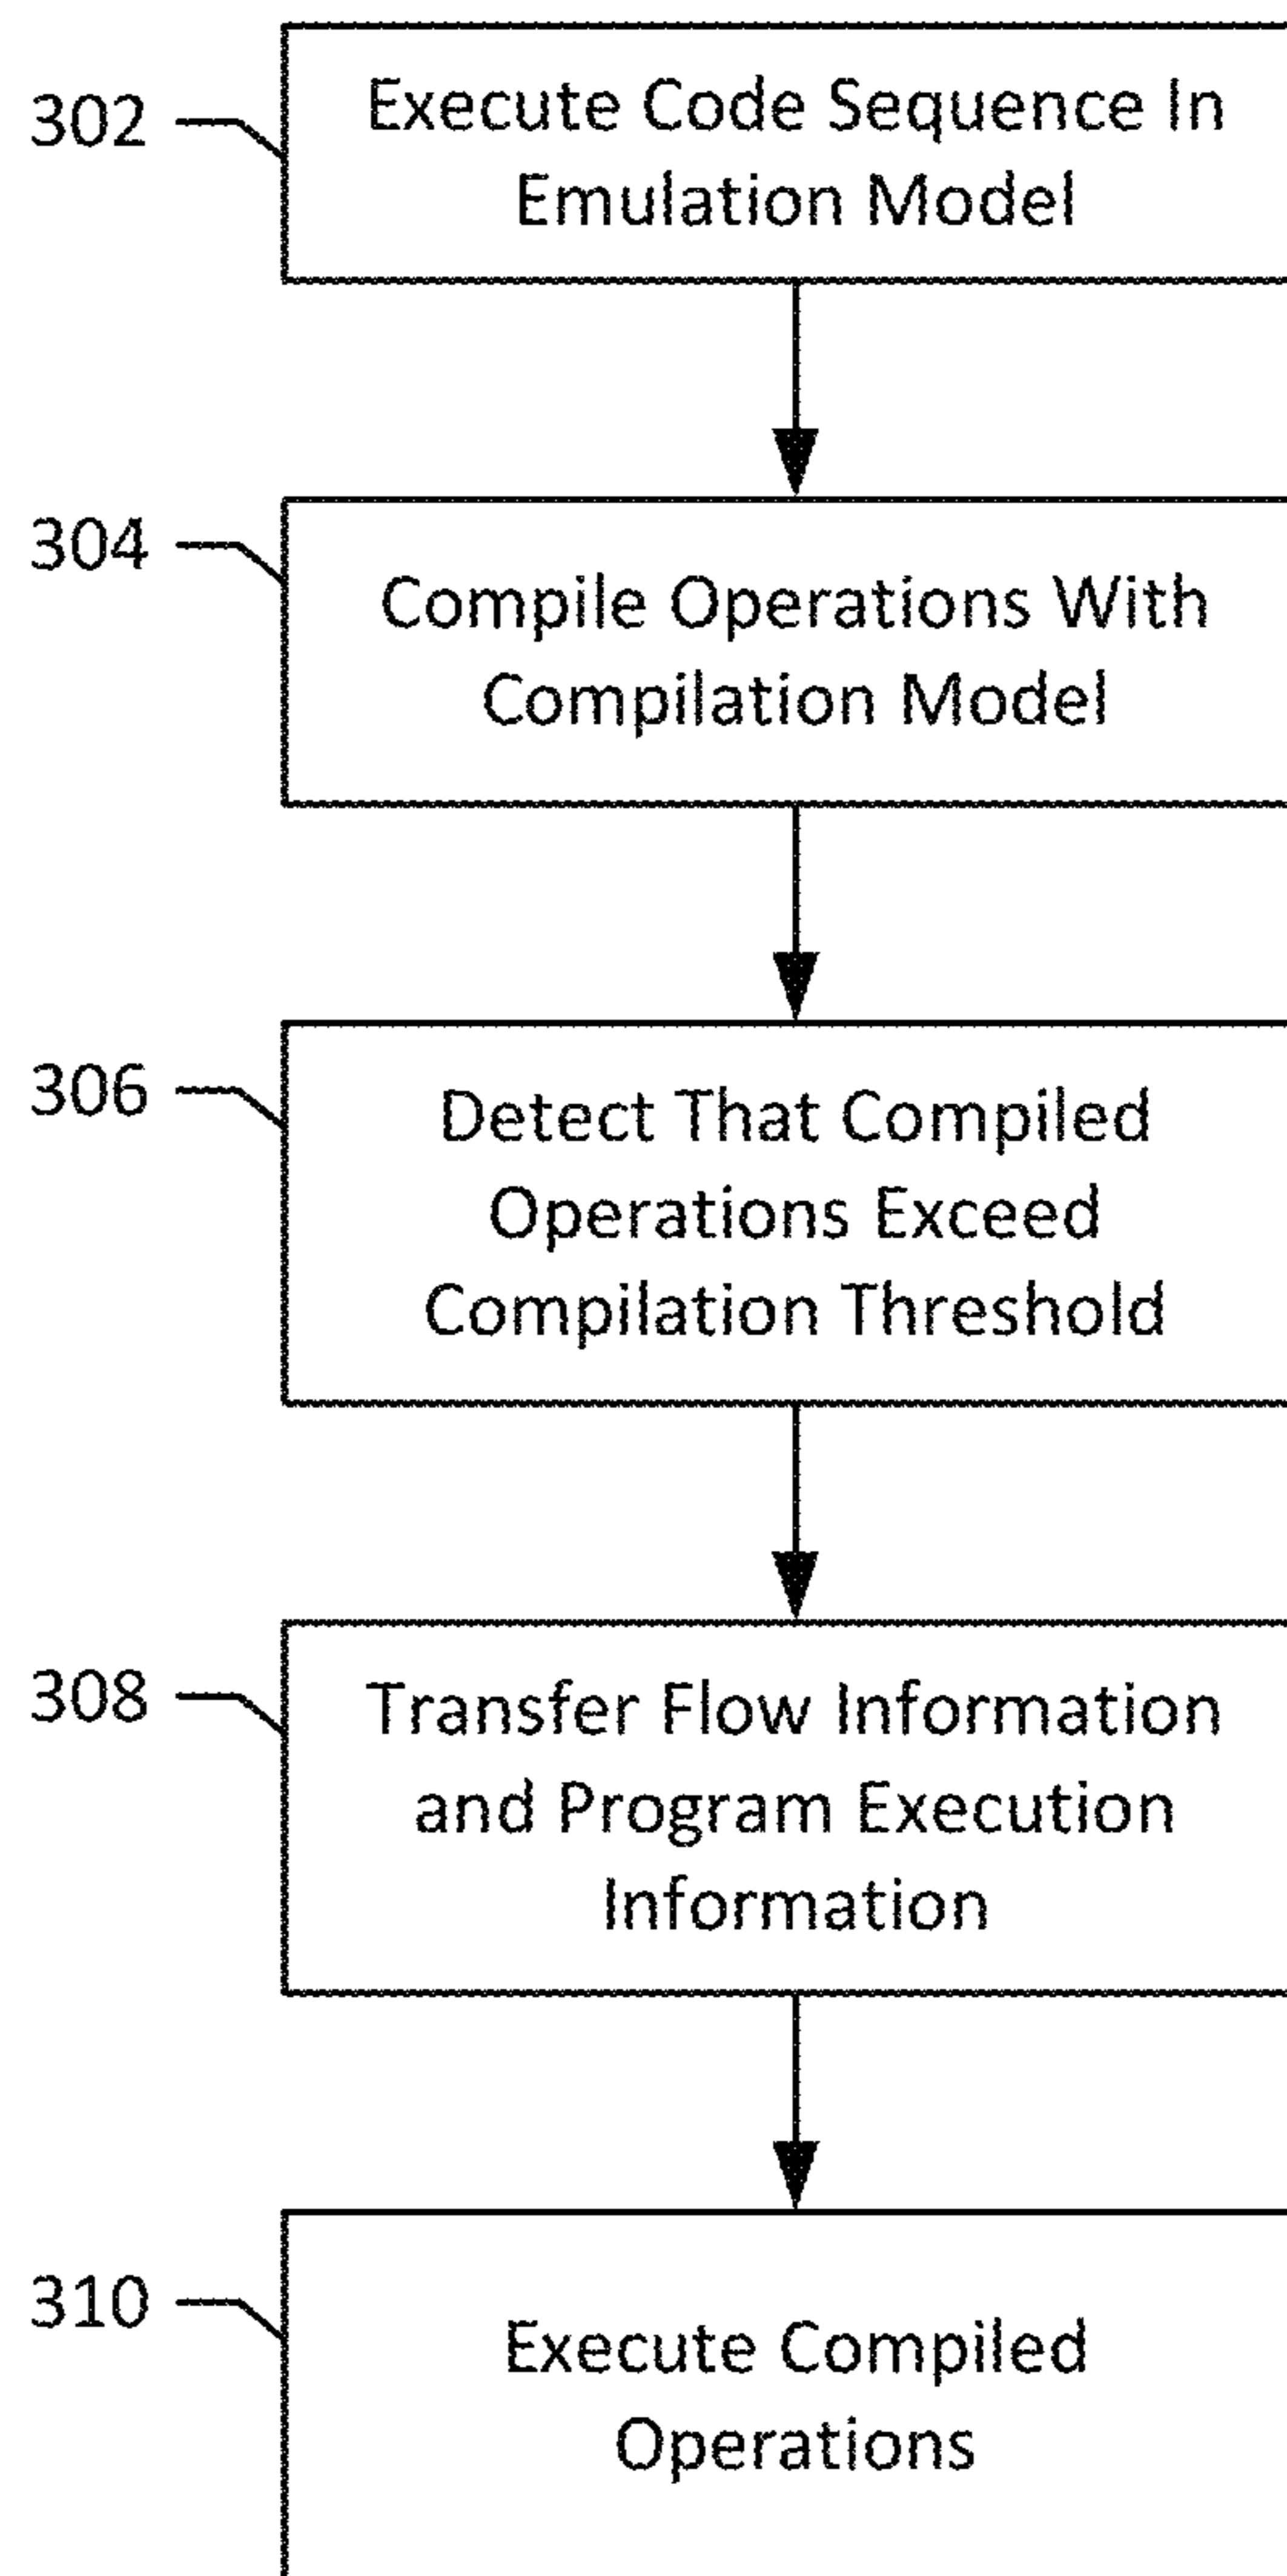 302
Execute Code Sequence In
Emulation Model
304
Compile Operations With
Compilation Model
306
Detect That Compiled
Operations Exceed
Compilation Threshold
308
Transfer Flow Information
and Program Execution
Information
310
Execute Compiled
Operations